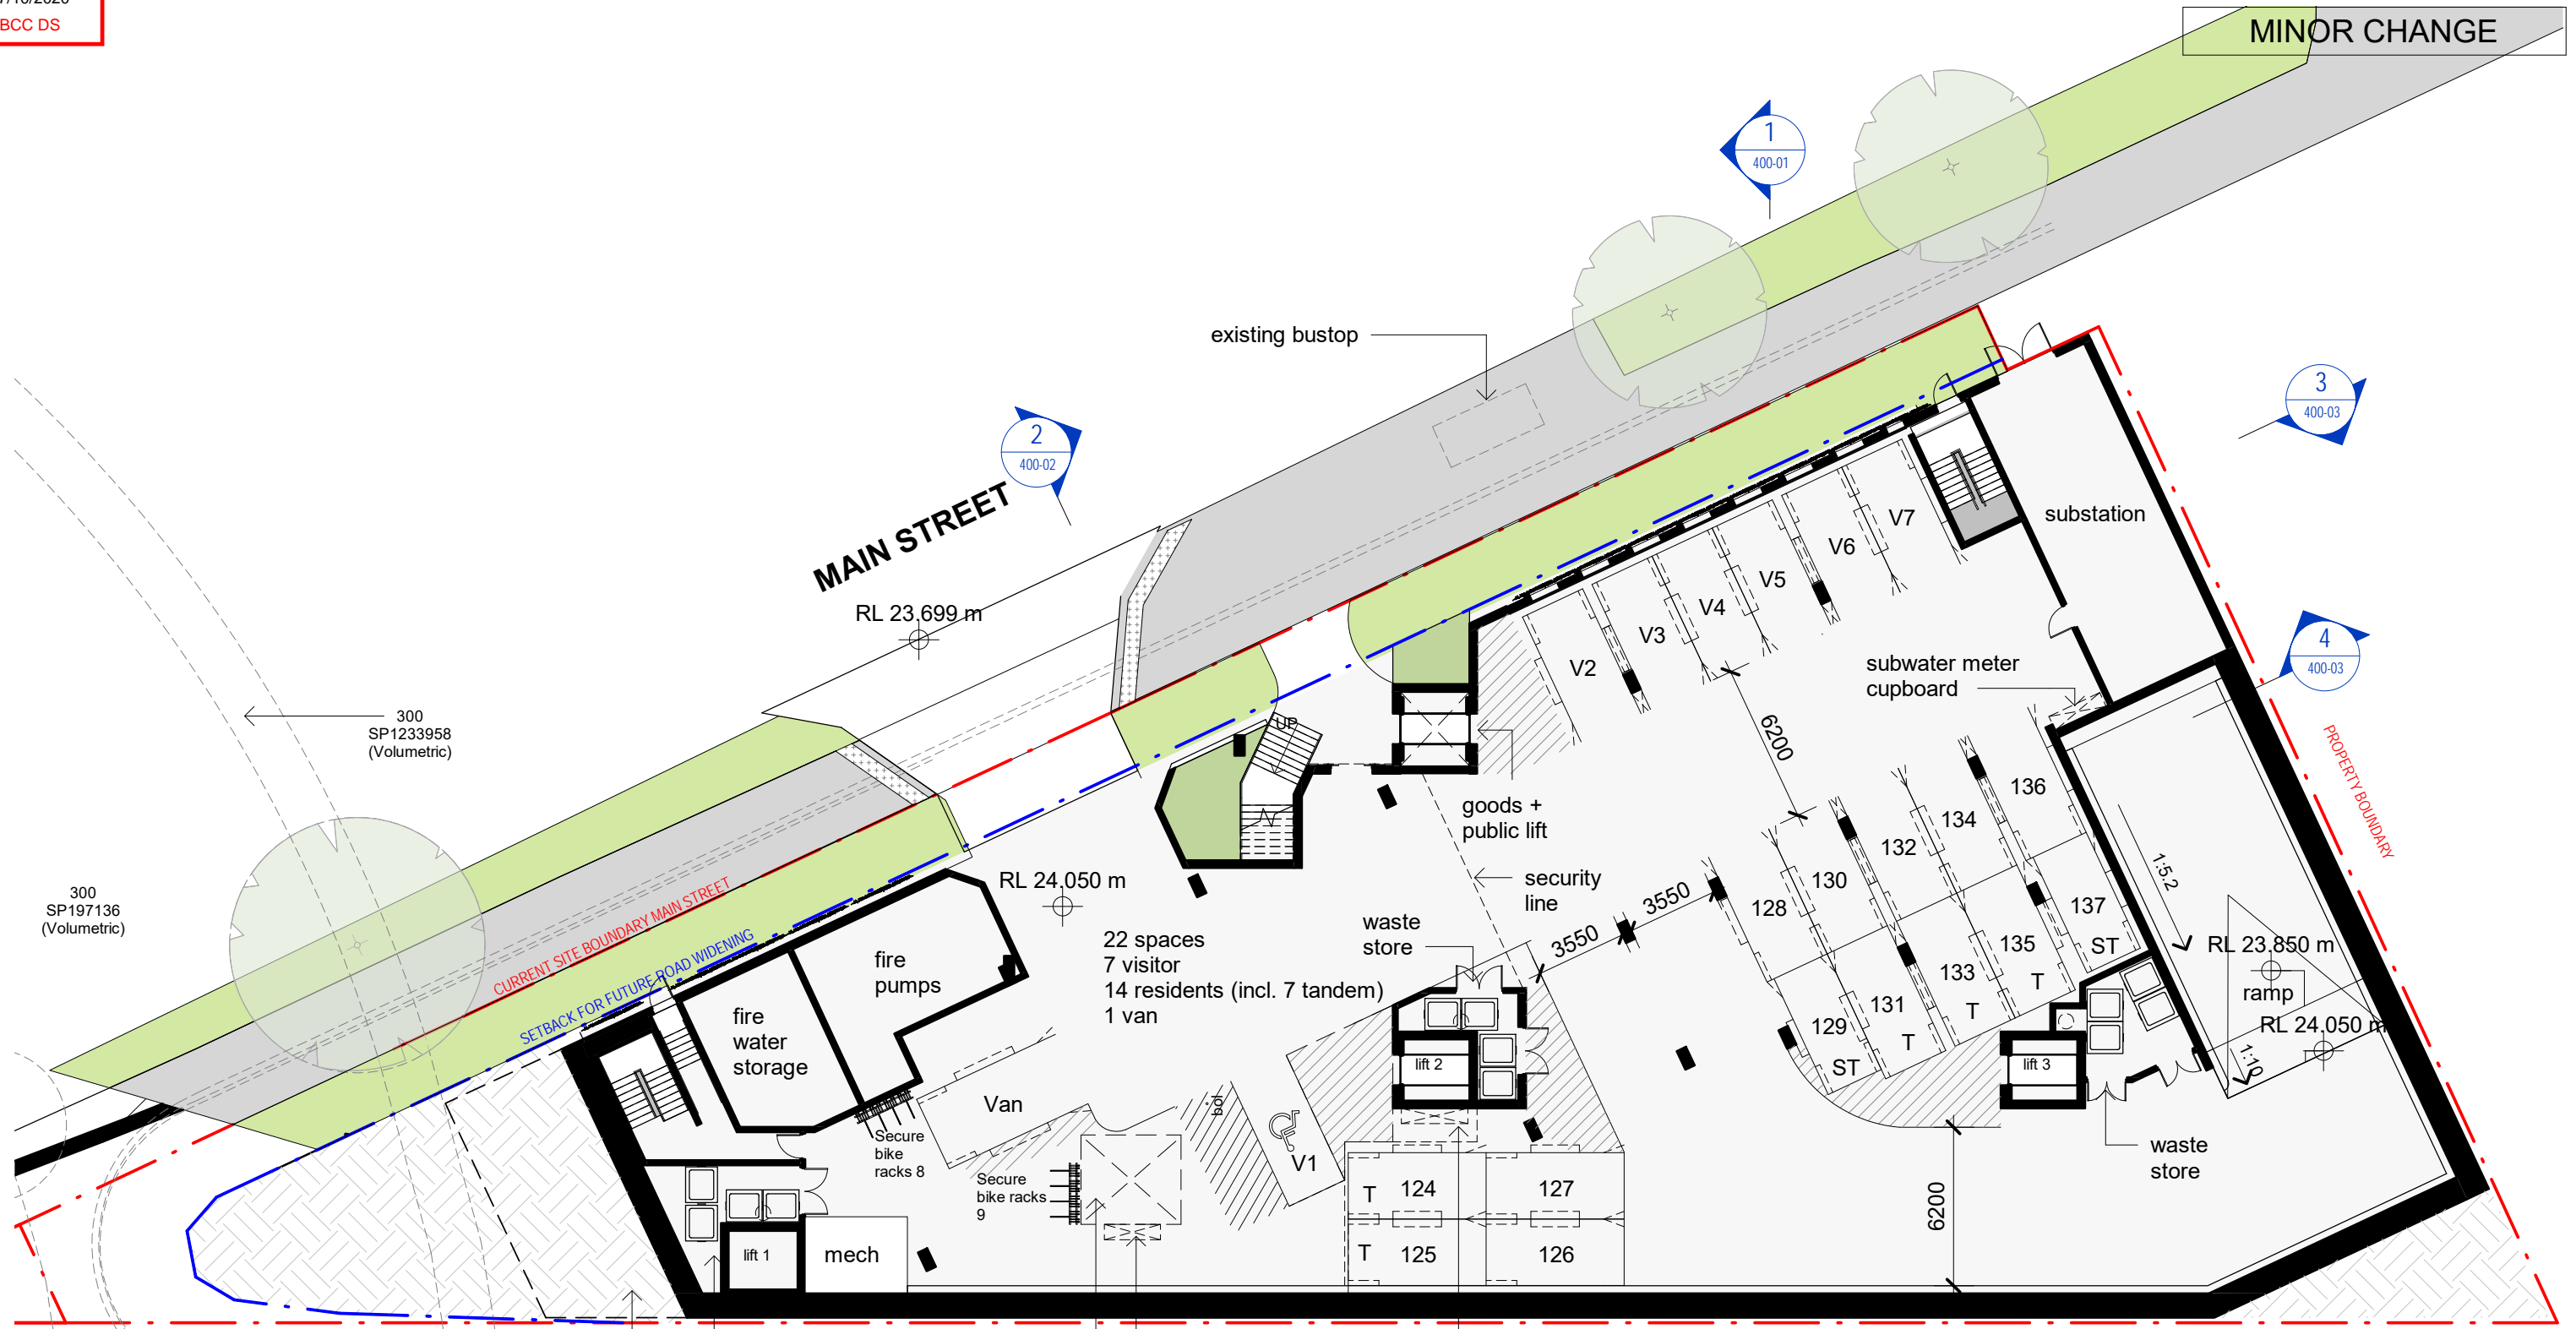 BCC DS
MINOR CHANGE
1
400-01
existing bustop
2
400-02
3
400-03
MAIN STREET
substation
V7
V6
V5
V4
V3
V2
RL 23.699 m
UP
subwater meter
cupboard
4
400-03
300
SP1233958
(Volumetric)
PROPERTY BOUNDARY
6200
goods +
public lift
136
134
132
130
128
1:5.2
300
SP197136
(Volumetric)
CURRENT SITE BOUNDARY MAIN STREET
SETBACK FOR FUTURE ROAD WIDENING
RL 24.050 m
security
line
3550
3550
waste
store
137
ST
135
T
133
T
131
T
129
ST
RL 23.850 m
ramp
RL 24.050 m
1:10
22 spaces
7 visitor
14 residents (incl. 7 tandem)
1 van
fire
pumps
fire
water
storage
Van
bol
lift 2
lift 3
Secure
bike
racks 8
Secure
bike racks
9
V1
T
124
127
T
125
126
waste
store
6200
lift 1
mech